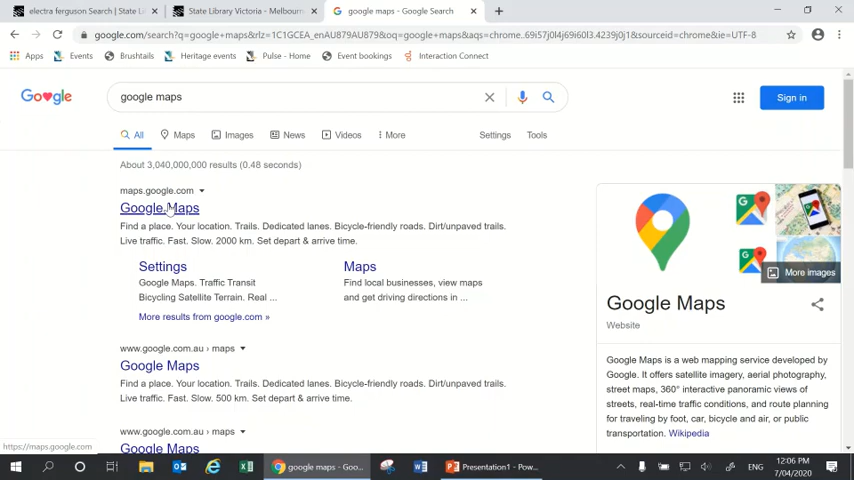 electra ferguson Search | State L
State Library Victoria - Melbourn
google maps - Google Search
google.com/search?q=google+maps&rlz=1C1GCEA_enAU879AU879&oq=google+maps&aqs=chrome..69i57j0l4j69i60l3.4239j0j1&sourceid=chrome&ie=UTF-8
Apps Events Brushtails Heritage events Pulse - Home Event bookings Interaction Connect
Google
google maps
Sign in
All Maps Images News Videos More Settings Tools
About 3,040,000,000 results (0.48 seconds)
maps.google.com
Google Maps
Find a place. Your location. Trails. Dedicated lanes. Bicycle-friendly roads. Dirt/unpaved trails.
Live traffic. Fast. Slow. 2000 km. Set depart & arrive time.
Settings
Google Maps. Traffic Transit
Bicycling Satellite Terrain. Real ...
Maps
Find local businesses, view maps
and get driving directions in ...
More results from google.com »
www.google.com.au › maps
Google Maps
Find a place. Your location. Trails. Dedicated lanes. Bicycle-friendly roads. Dirt/unpaved trails.
Live traffic. Fast. Slow. 500 km. Set depart & arrive time.
www.google.com.au › maps
Google Maps
More images
Google Maps
Website
Google Maps is a web mapping service developed by
Google. It offers satellite imagery, aerial photography,
street maps, 360° interactive panoramic views of
streets, real-time traffic conditions, and route planning
for traveling by foot, car, bicycle and air, or public
transportation. Wikipedia
https://maps.google.com
google maps - Goo...
Presentation1 - Pow...
ENG
12:06 PM
7/04/2020